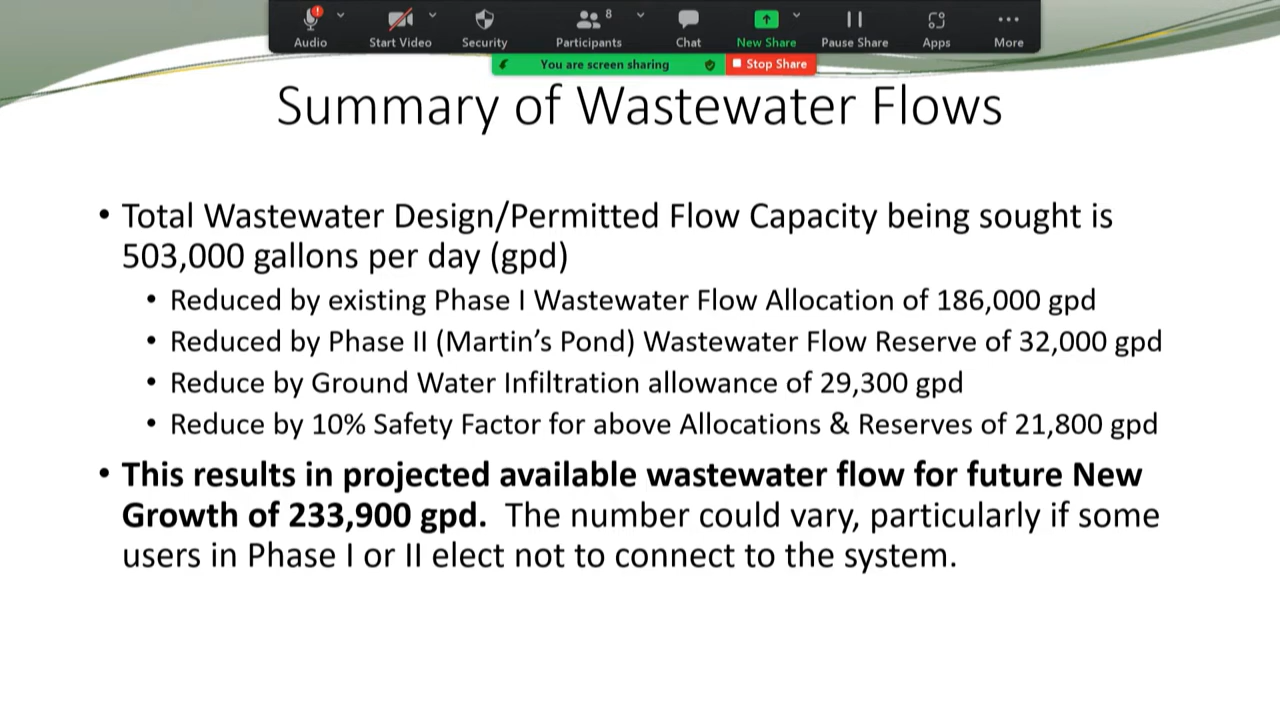 Audio
Start Video
Security
8
Participants
Chat
New Share
Pause Share
Apps
More
You are screen sharing
Stop Share
Summary of Wastewater Flows
• Total Wastewater Design/Permitted Flow Capacity being sought is
503,000 gallons per day (gpd)
• Reduced by existing Phase I Wastewater Flow Allocation of 186,000 gpd
• Reduced by Phase II (Martin’s Pond) Wastewater Flow Reserve of 32,000 gpd
• Reduce by Ground Water Infiltration allowance of 29,300 gpd
• Reduce by 10% Safety Factor for above Allocations & Reserves of 21,800 gpd
• This results in projected available wastewater flow for future New
Growth of 233,900 gpd. The number could vary, particularly if some
users in Phase I or II elect not to connect to the system.